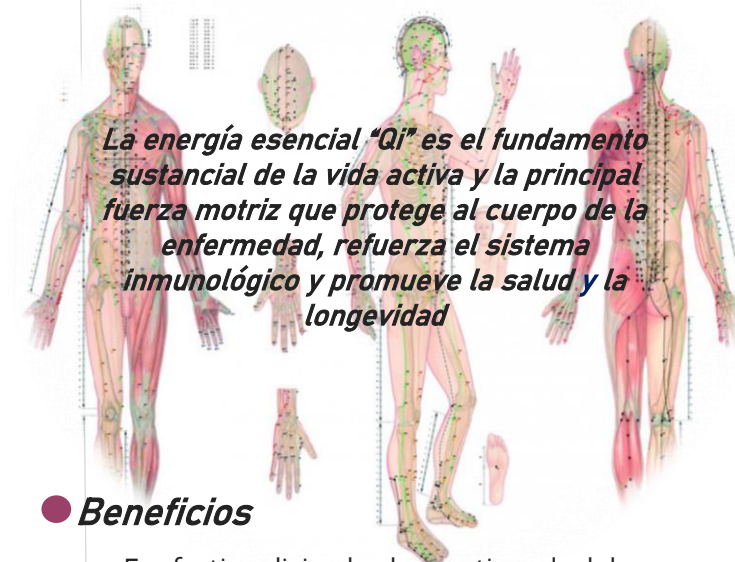 La energía esencial “Qi” es el fundamento
sustancial de la vida activa y la principal
fuerza motriz que protege al cuerpo de la
enfermedad, refuerza el sistema
inmunológico y promueve la salud y la
longevidad
Beneficios